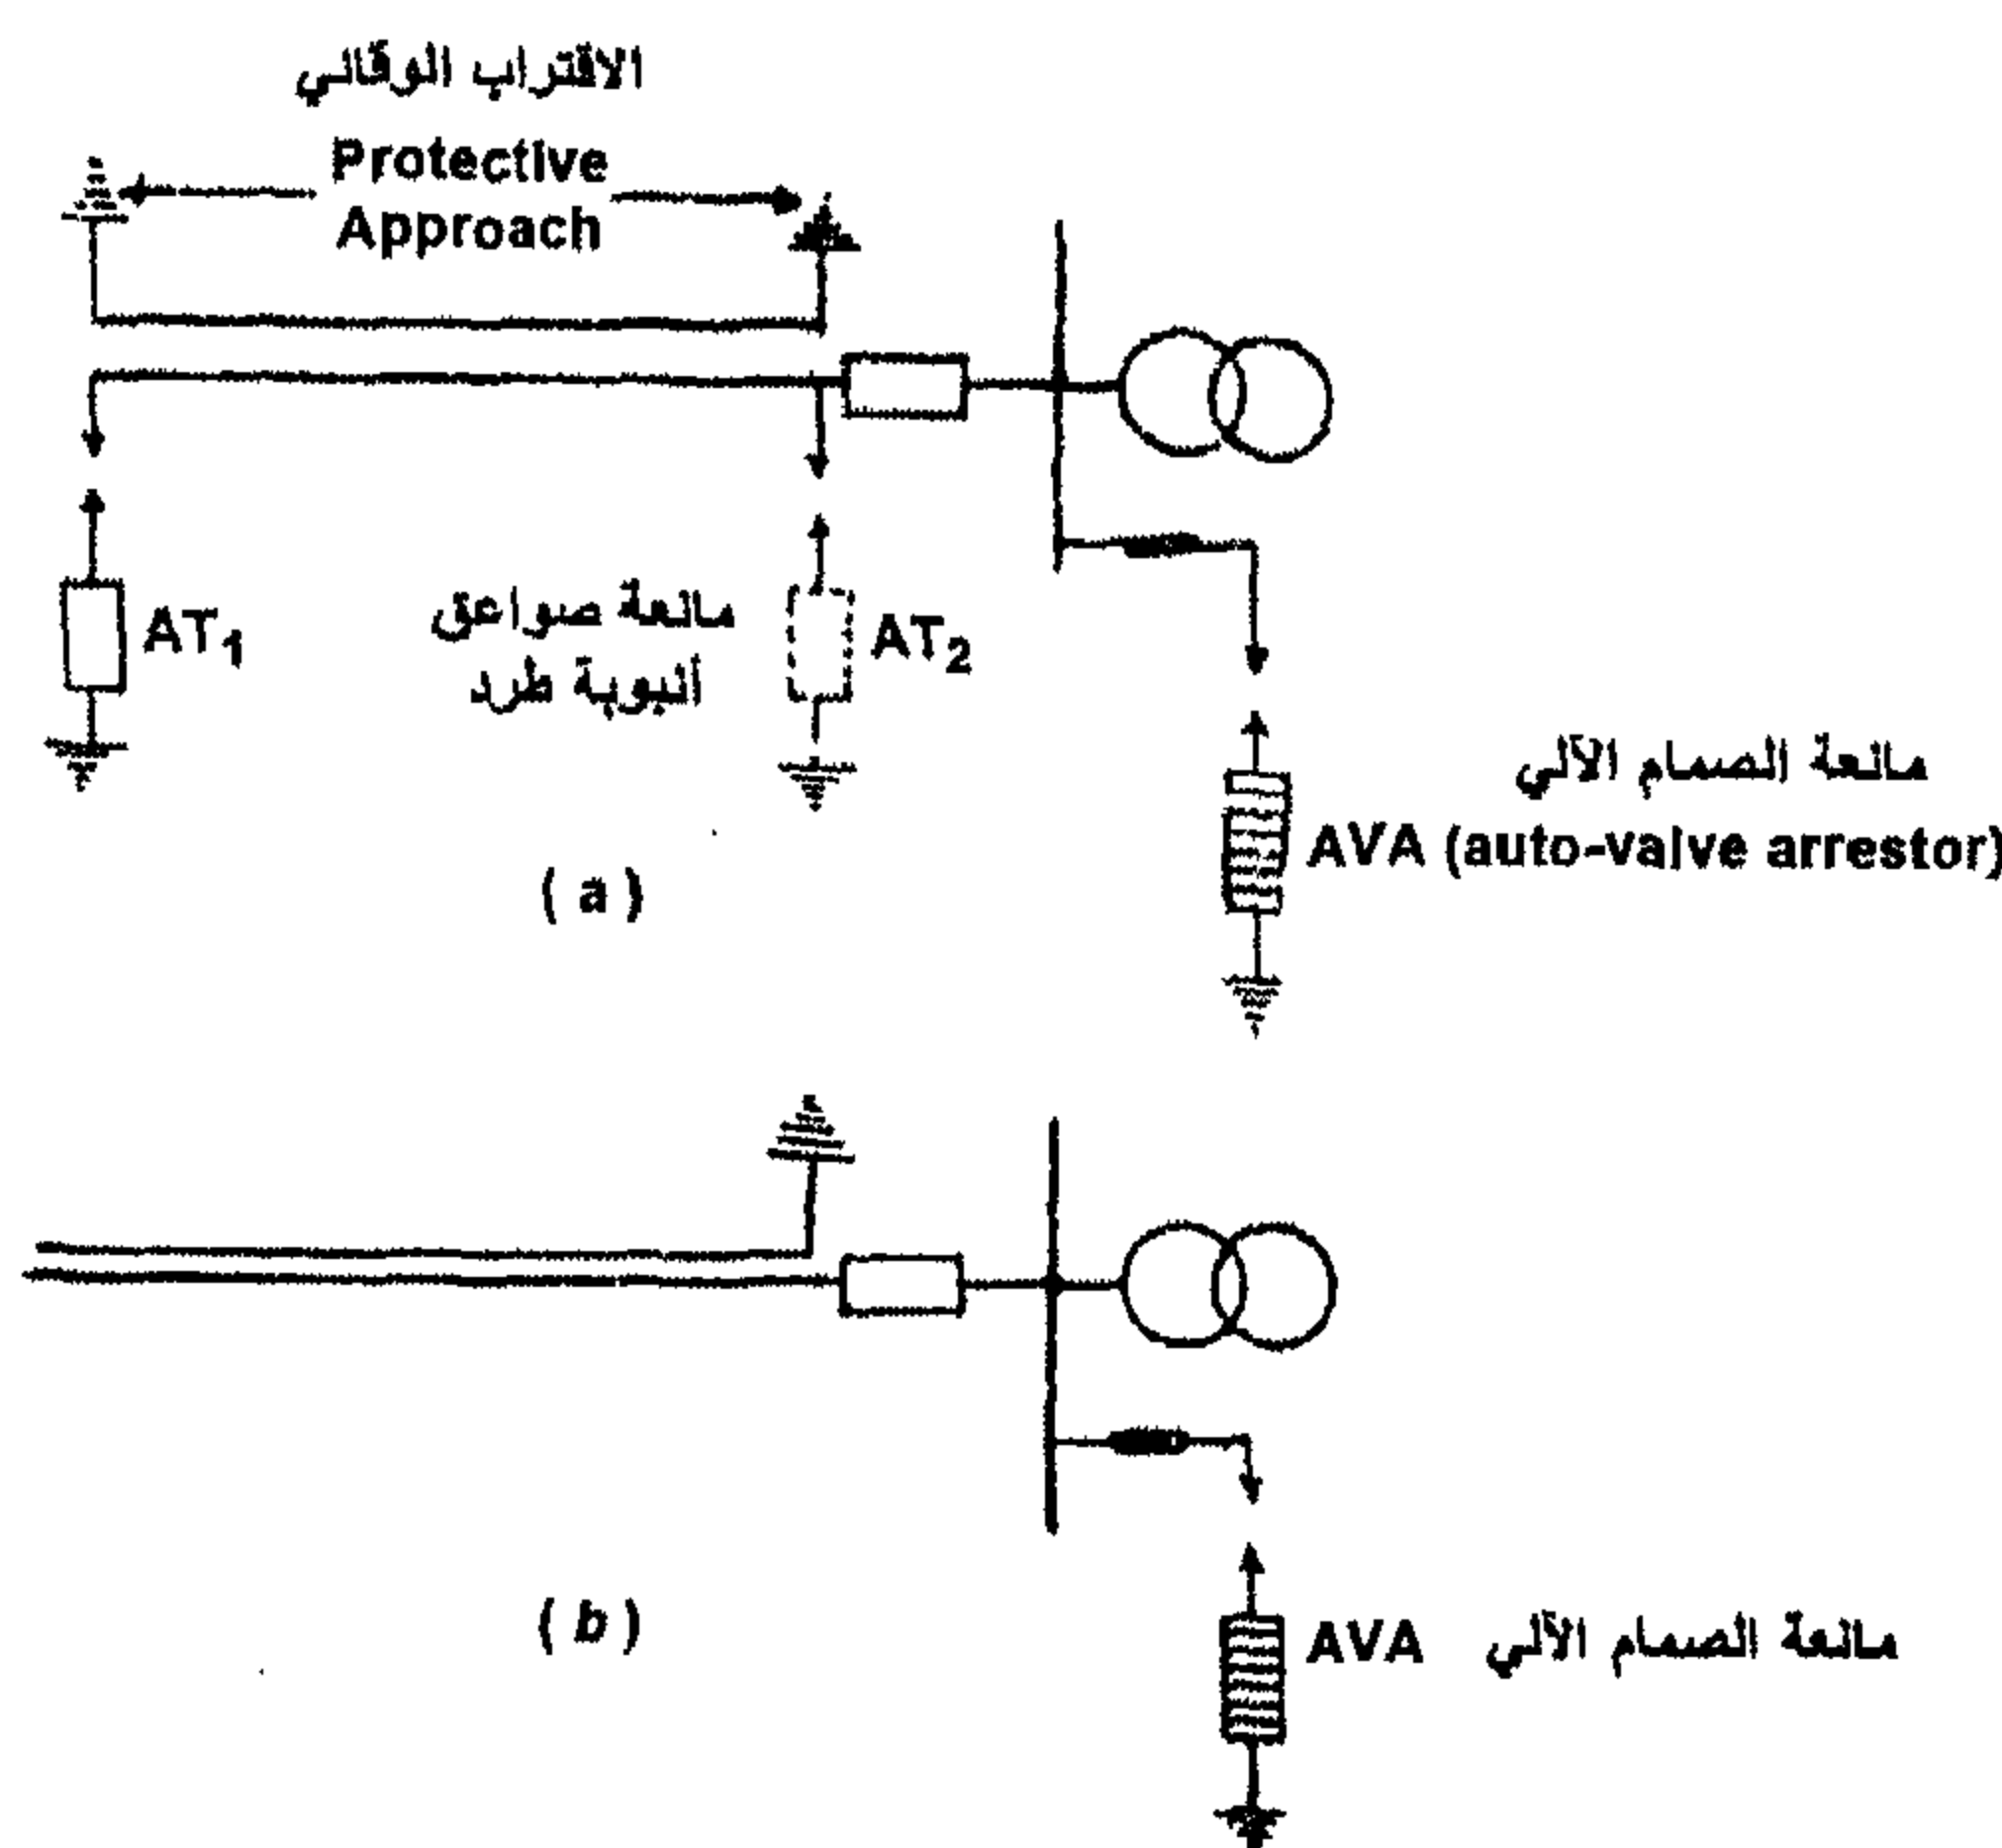 الاقتراب الوقائي
Protective
Approach
AT1
مانعة صواعق
أنبوبة طرد
AT2
مانعة الصمام الآلي
AVA (auto-valve arrestor)
( a )
( b )
AVA مانعة الصمام الآلي